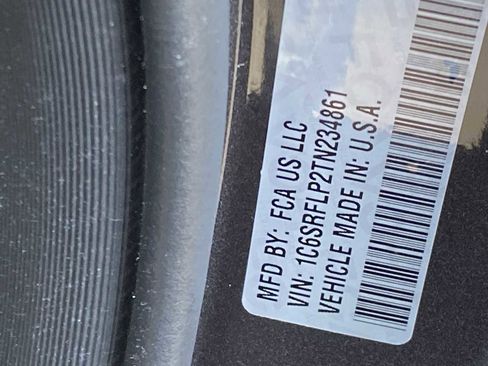 MFD BY: FCA US LLC
VIN: 1C6SRFLP2TN234861
VEHICLE MADE IN: U.S.A.